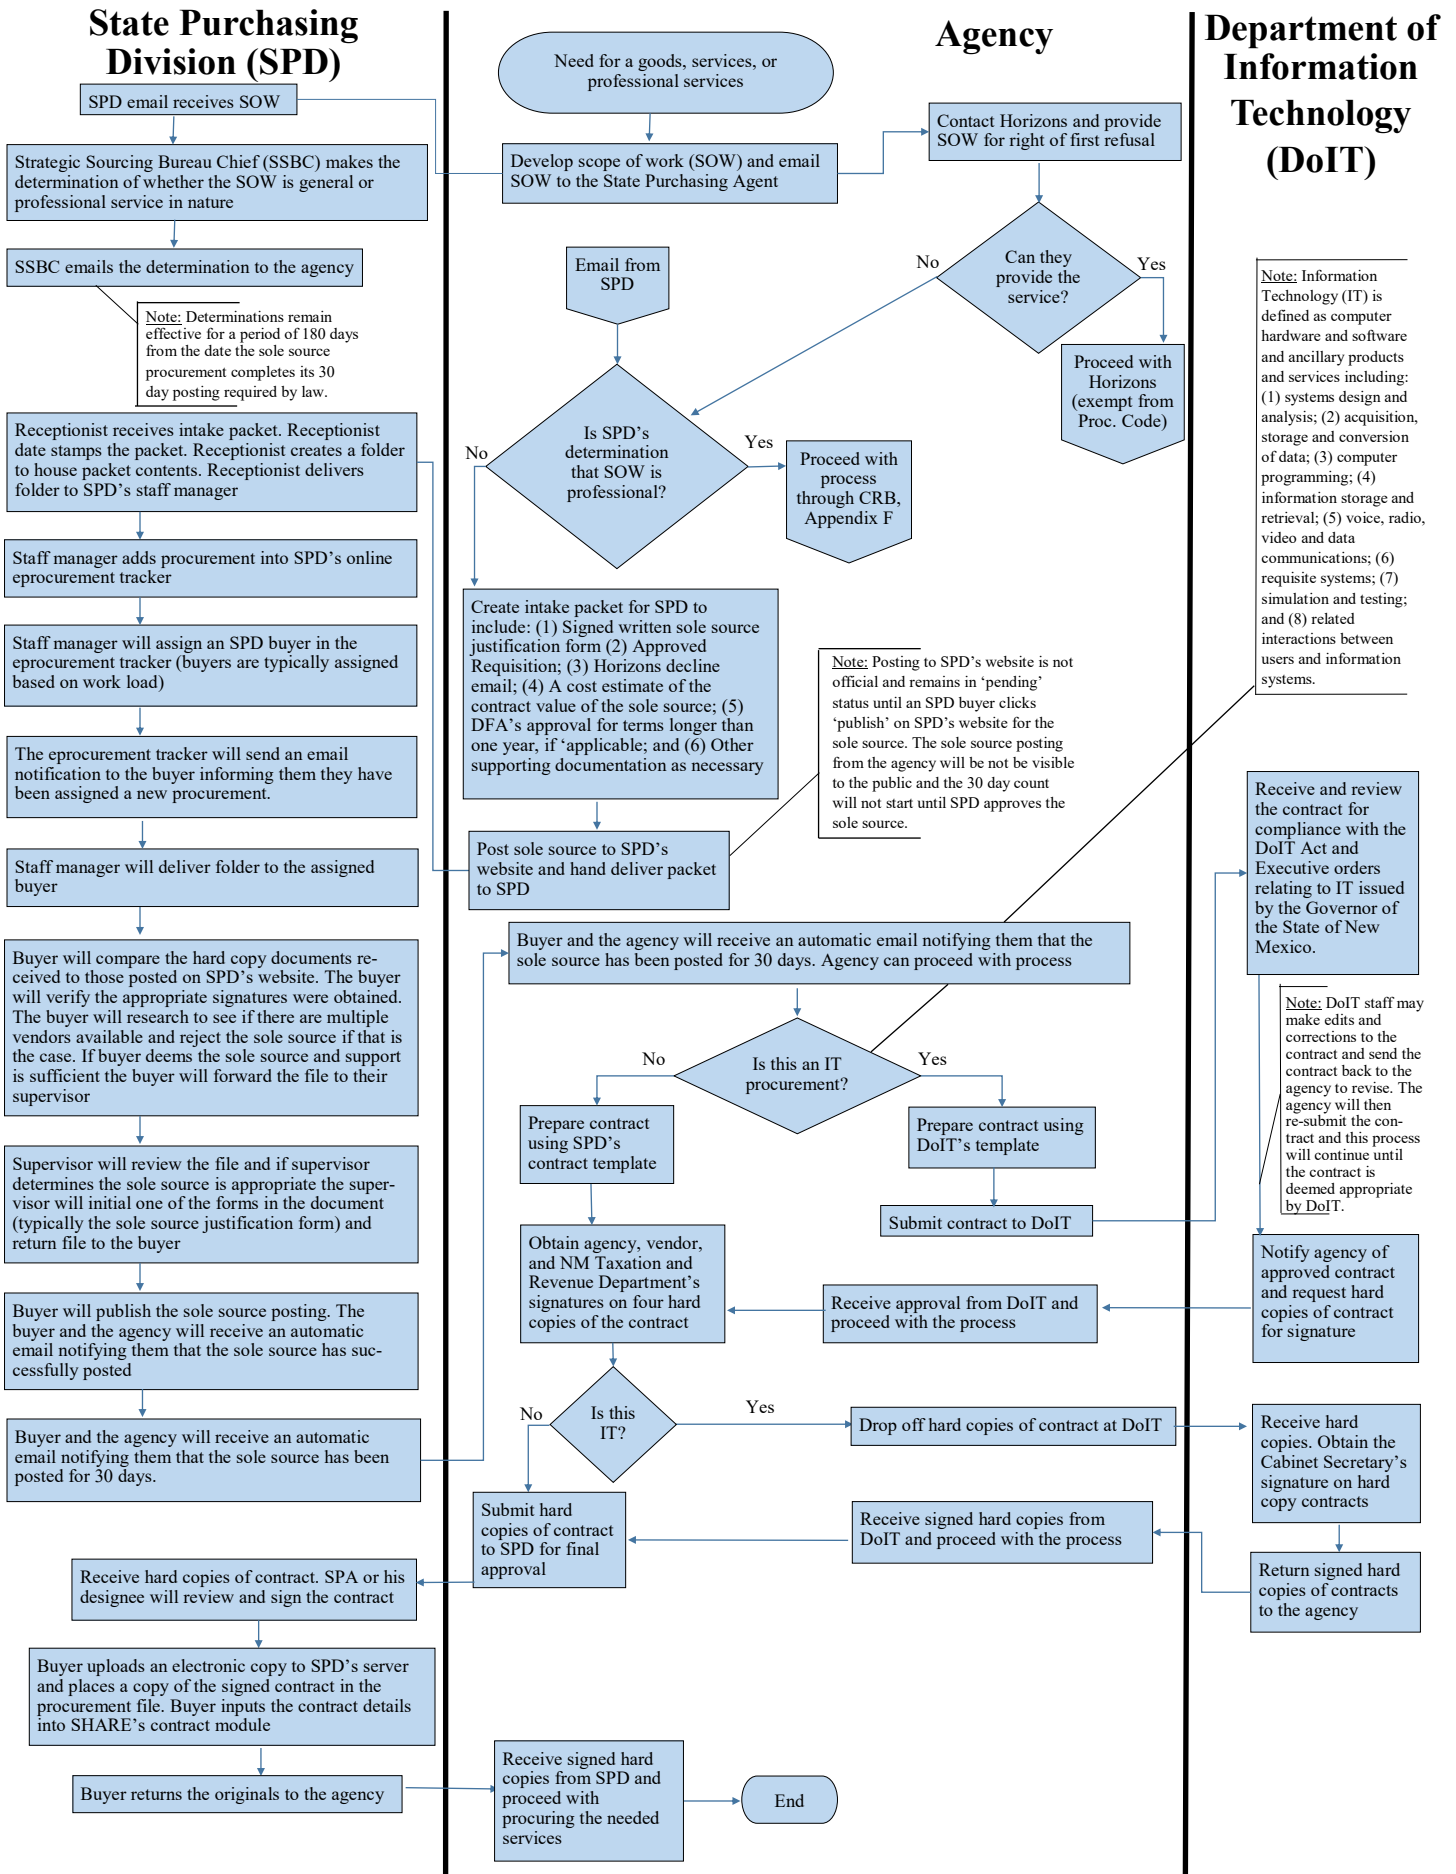 State Purchasing
Division (SPD)
SPD email receives SOW
Strategic Sourcing Bureau Chief (SSBC) makes the
determination of whether the SOW is general or
professional service in nature
SSBC emails the determination to the agency
Note: Determinations remain
effective for a period of 180 days
from the date the sole source
procurement completes its 30
day posting required by law.
Receptionist receives intake packet. Receptionist
date stamps the packet. Receptionist creates a folder
to house packet contents. Receptionist delivers
folder to SPD's staff manager
Staff manager adds procurement into SPD's online
eprocurement tracker
Staff manager will assign an SPD buyer in the
eprocurement tracker (buyers are typically assigned
based on work load)
The eprocurement tracker will send an email
notification to the buyer informing them they have
been assigned a new procurement.
Staff manager will deliver folder to the assigned
buyer
Buyer will compare the hard copy documents re-
ceived to those posted on SPD's website. The buyer
will verify the appropriate signatures were obtained.
The buyer will research to see if there are multiple
vendors available and reject the sole source if that is
the case. If buyer deems the sole source and support
is sufficient the buyer will forward the file to their
supervisor
Supervisor will review the file and if supervisor
determines the sole source is appropriate the super-
visor will initial one of the forms in the document
(typically the sole source justification form) and
return file to the buyer
Buyer will publish the sole source posting. The
buyer and the agency will receive an automatic
email notifying them that the sole source has suc-
cessfully posted
Buyer and the agency will receive an automatic
email notifying them that the sole source has been
posted for 30 days.
Receive hard copies of contract. SPA or his
designee will review and sign the contract
Buyer uploads an electronic copy to SPD's server
and places a copy of the signed contract in the
procurement file. Buyer inputs the contract details
into SHARE's contract module
Buyer returns the originals to the agency
Agency
Need for a goods, services, or
professional services
Develop scope of work (SOW) and email
SOW to the State Purchasing Agent
Contact Horizons and provide
SOW for right of first refusal
Can they
provide the
service?
No
Yes
Proceed with
Horizons
(exempt from
Proc. Code)
Email from
SPD
Is SPD's
determination
that SOW is
professional?
No
Yes
Proceed with
process
through CRB,
Appendix F
Create intake packet for SPD to
include: (1) Signed written sole source
justification form (2) Approved
Requisition; (3) Horizons decline
email; (4) A cost estimate of the
contract value of the sole source; (5)
DFA's approval for terms longer than
one year, if ‘applicable; and (6) Other
supporting documentation as necessary
Note: Posting to SPD's website is not
official and remains in ‘pending’
status until an SPD buyer clicks
‘publish’ on SPD's website for the
sole source. The sole source posting
from the agency will be not be visible
to the public and the 30 day count
will not start until SPD approves the
sole source.
Post sole source to SPD's
website and hand deliver packet
to SPD
Buyer and the agency will receive an automatic email notifying them that the
sole source has been posted for 30 days. Agency can proceed with process
Is this an IT
procurement?
No
Yes
Prepare contract
using SPD's
contract template
Prepare contract using
DoIT's template
Submit contract to DoIT
Obtain agency, vendor,
and NM Taxation and
Revenue Department's
signatures on four hard
copies of the contract
Receive approval from DoIT and
proceed with the process
Is this
IT?
No
Yes
Drop off hard copies of contract at DoIT
Submit hard
copies of contract
to SPD for final
approval
Receive signed hard copies from
DoIT and proceed with the process
Receive signed hard
copies from SPD and
proceed with
procuring the needed
services
End
Department of
Information
Technology
(DoIT)
Note: Information
Technology (IT) is
defined as computer
hardware and software
and ancillary products
and services including:
(1) systems design and
analysis; (2) acquisition,
storage and conversion
of data; (3) computer
programming; (4)
information storage and
retrieval; (5) voice, radio,
video and data
communications; (6)
requisite systems; (7)
simulation and testing;
and (8) related
interactions between
users and information
systems.
Receive and review
the contract for
compliance with the
DoIT Act and
Executive orders
relating to IT issued
by the Governor of
the State of New
Mexico.
Note: DoIT staff may
make edits and
corrections to the
contract and send the
contract back to the
agency to revise. The
agency will then
re-submit the con-
tract and this process
will continue until
the contract is
deemed appropriate
by DoIT.
Notify agency of
approved contract
and request hard
copies of contract
for signature
Receive hard
copies. Obtain the
Cabinet Secretary's
signature on hard
copy contracts
Return signed hard
copies of contracts
to the agency